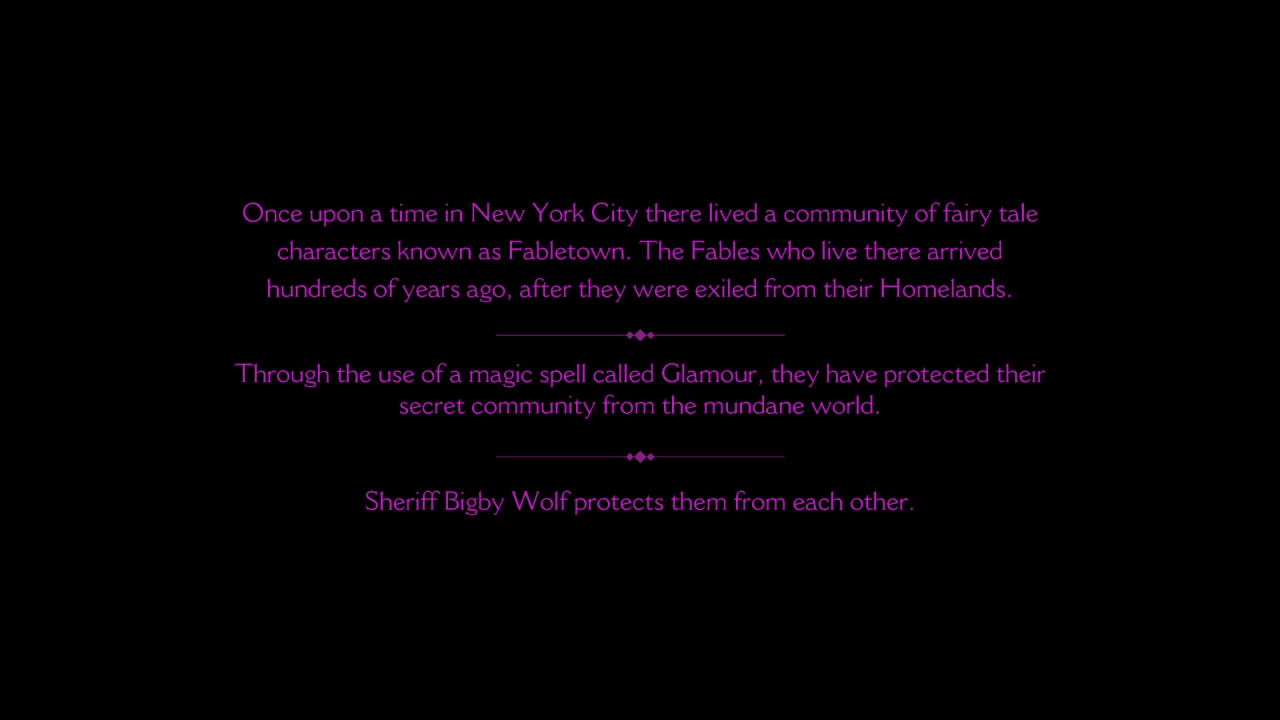 Once upon a time in New York City there lived a community of fairy tale
characters known as Fabletown. The Fables who live there arrived
hundreds of years ago, after they were exiled from their Homelands.
Through the use of a magic spell called Glamour, they have protected their
secret community from the mundane world.
Sheriff Bigby Wolf protects them from each other.